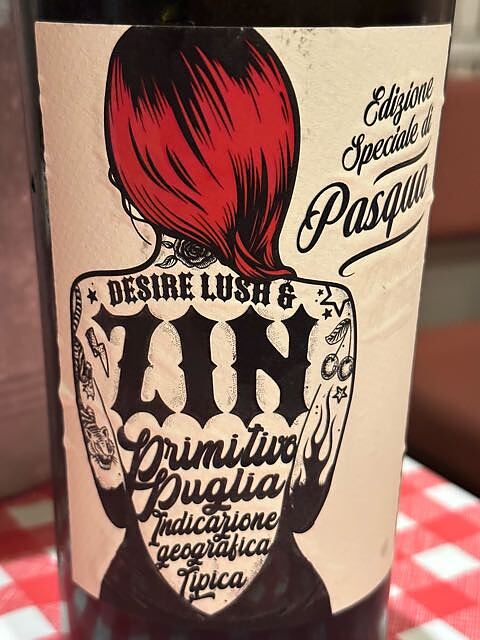 Edizione
Speciale di
Pasqua
DESIRE LUSH &
ZIN
Primitivo
Puglia
Indicazione
geografica
Tipica